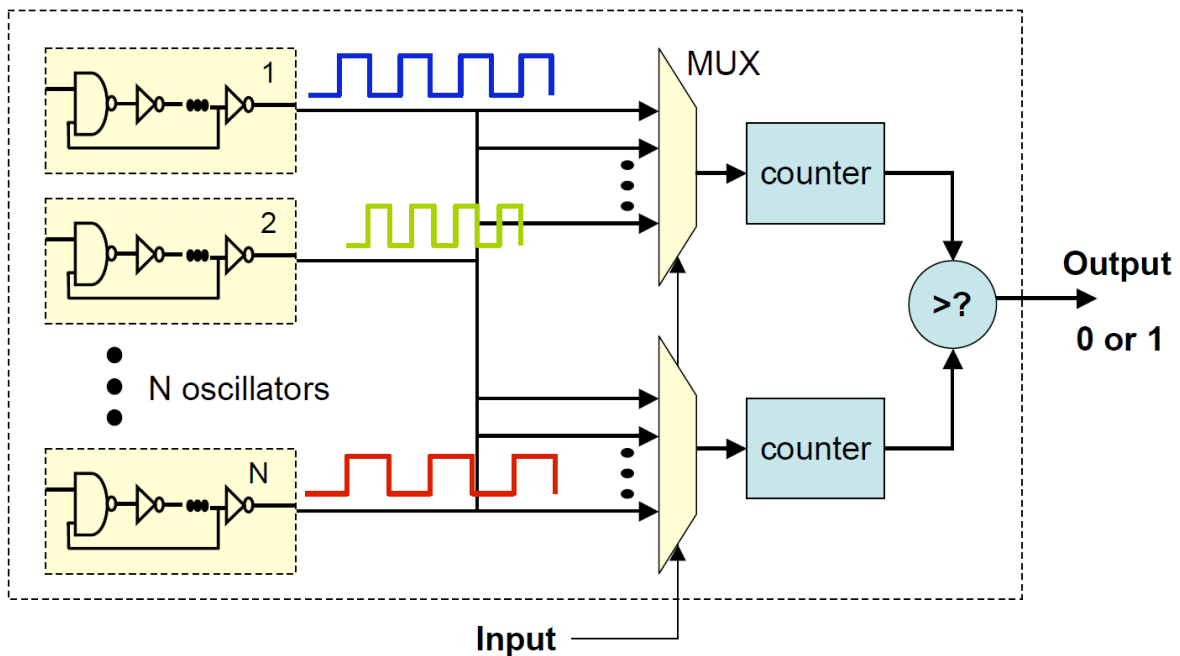 1
MUX
counter
2
Output
>?
0 or 1
N oscillators
counter
N
Input